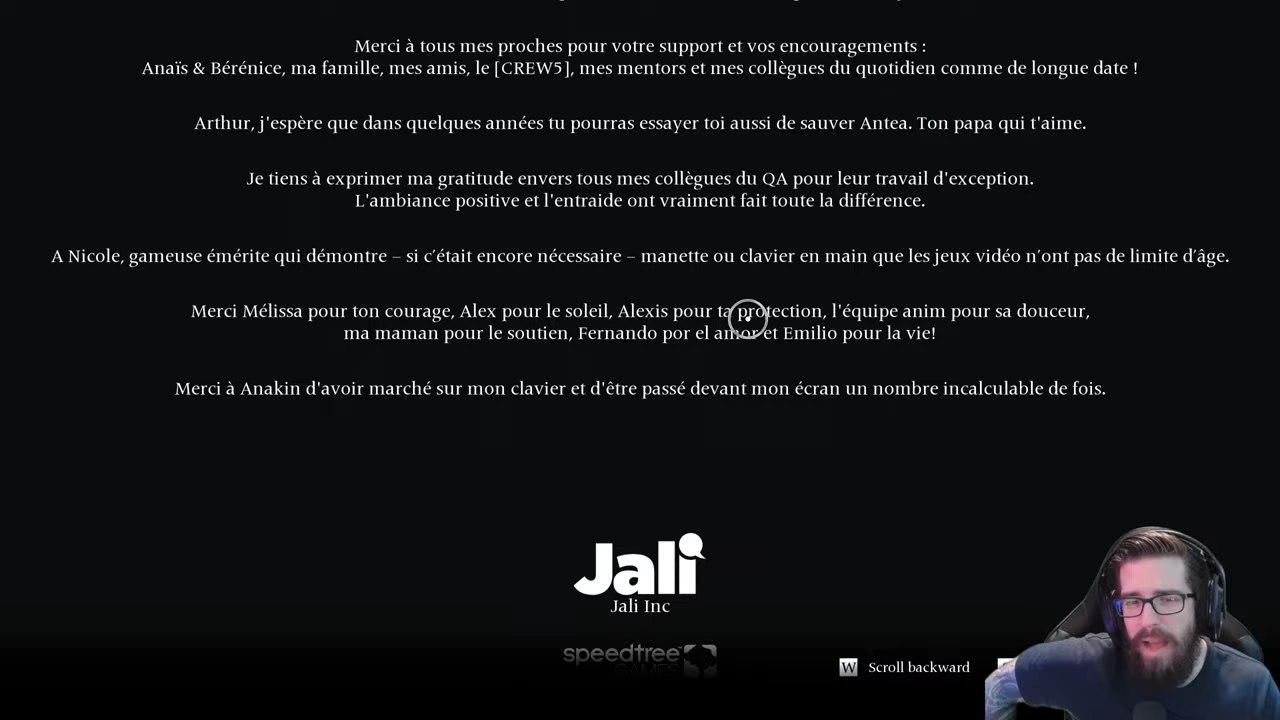 Merci à tous mes proches pour votre support et vos encouragements :
Anaïs & Bérénice, ma famille, mes amis, le [CREW5], mes mentors et mes collègues du quotidien comme de longue date !
Arthur, j'espère que dans quelques années tu pourras essayer toi aussi de sauver Antea. Ton papa qui t'aime.
Je tiens à exprimer ma gratitude envers tous mes collègues du QA pour leur travail d'exception.
L'ambiance positive et l'entraide ont vraiment fait toute la différence.
A Nicole, gameuse émérite qui démontre – si c’était encore nécessaire – manette ou clavier en main que les jeux vidéo n’ont pas de limite d’âge.
Merci Mélissa pour ton courage, Alex pour le soleil, Alexis pour ta protection, l'équipe anim pour sa douceur,
ma maman pour le soutien, Fernando por el amor et Emilio pour la vie!
Merci à Anakin d'avoir marché sur mon clavier et d'être passé devant mon écran un nombre incalculable de fois.
Jali
Jali Inc
speedtree
GAMES
W Scroll backward